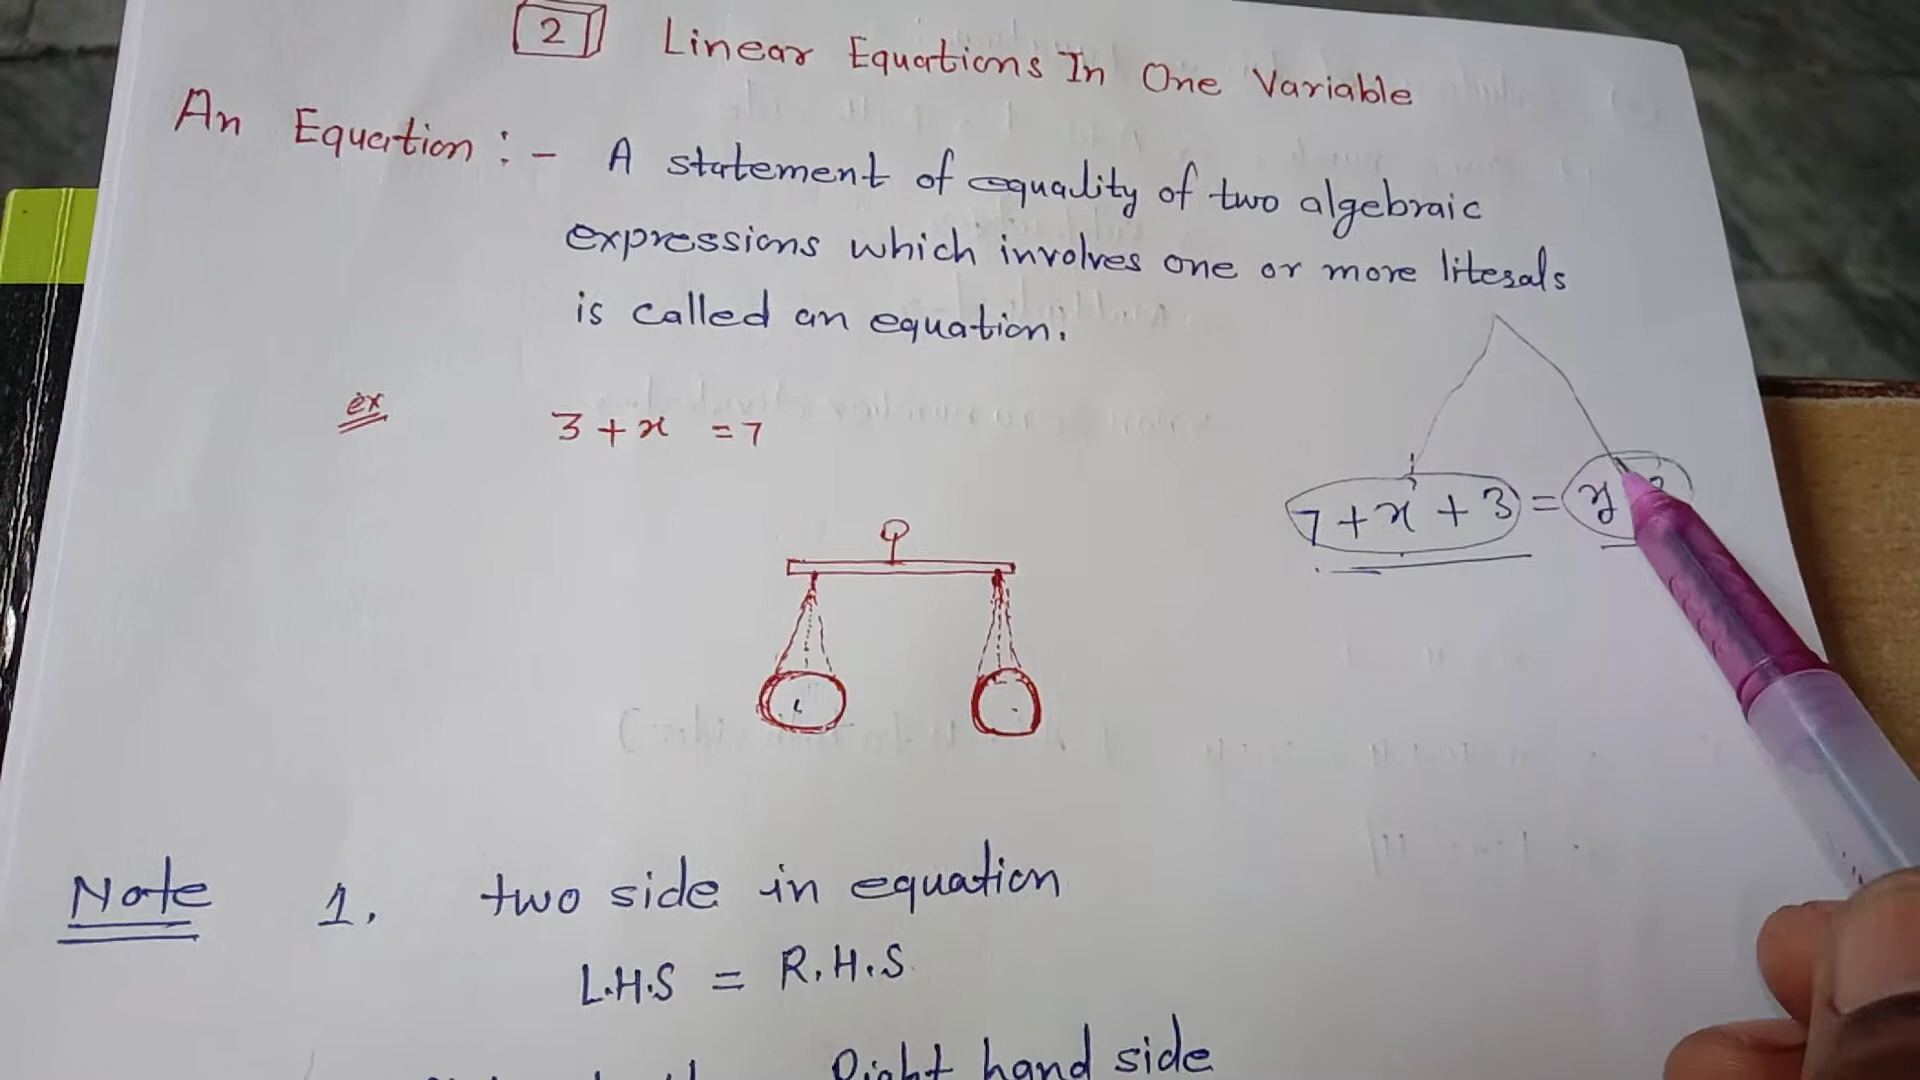 2 Linear Equations In One Variable
An Equation :- A statement of equality of two algebraic
expressions which involves one or more literals
is called an equation.
ex 3 + x = 7
7 + x + 3 = y
Note 1. two side in equation
L.H.S = R.H.S.
Right hand side